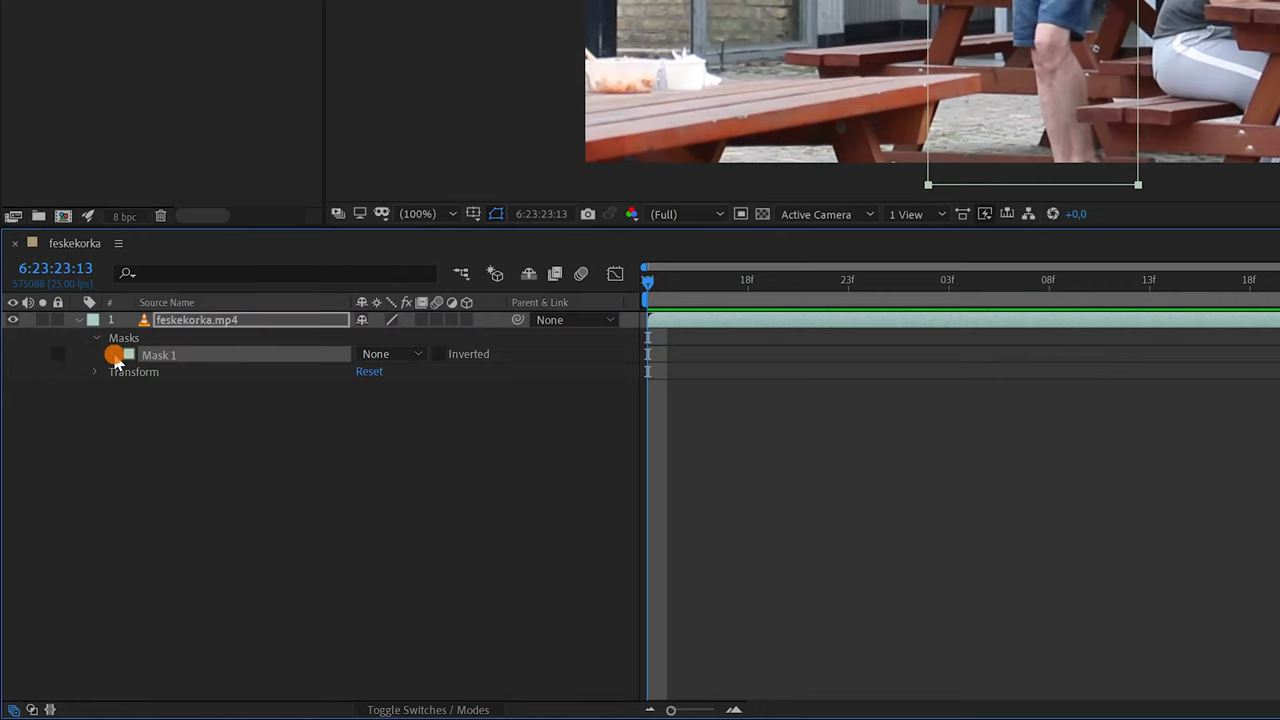 8 bpc
(100%) 6:23:23:13 (Full) Active Camera 1 View +0,0
× feskekorka
6:23:23:13
575088 (25.00 fps)
18f 23f 03f 08f 13f 18f
# Source Name fx Parent & Link
1 feskekorka.mp4 None
Masks
Mask 1 None Inverted
Transform Reset
Toggle Switches / Modes